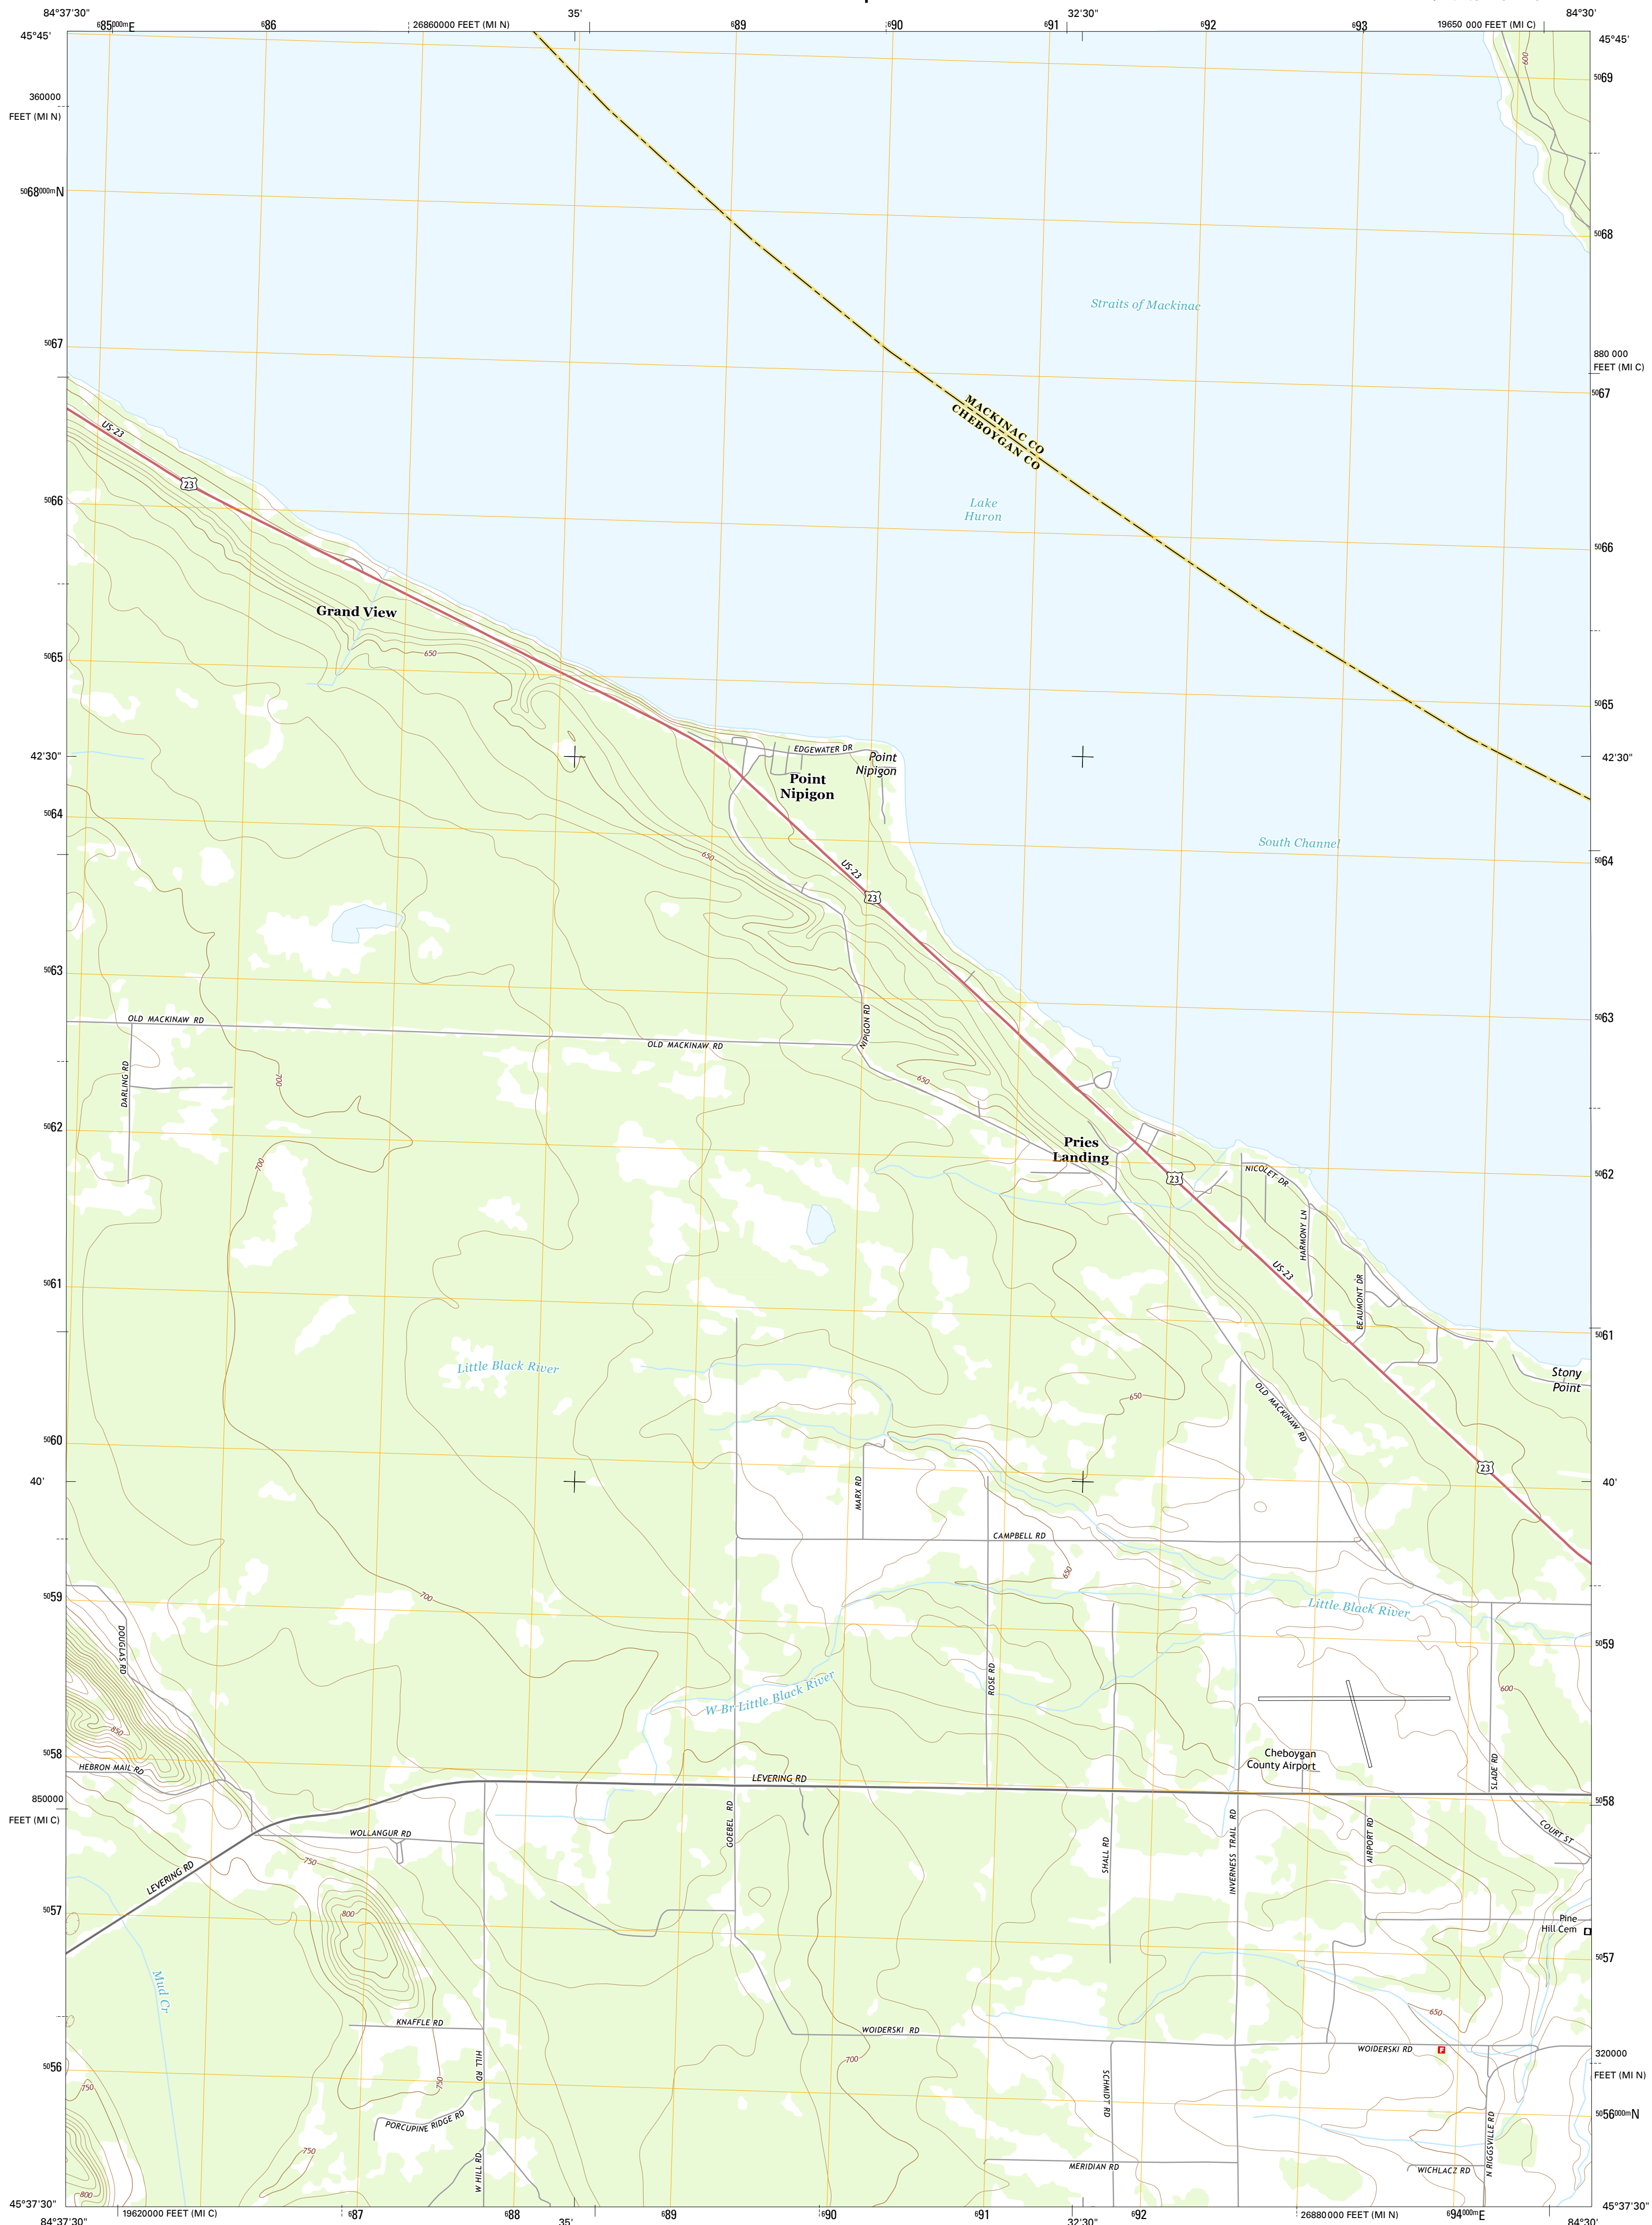 84°37'30" 685000mE 686 26860000 FEET (MI N) 35' 689 690 691 32'30" 692 693 19650 000 FEET (MI C) 84°30'
45°45' 45°45'
600
5069
360000
FEET (MI N)
5068000mN
5068
Straits of Mackinac
5067
880 000
FEET (MI C)
5067
MACKINAC CO
CHEBOYGAN CO
US-23
23
5066
Lake
Huron
5066
Grand View
650
5065
5065
42'30"
EDGEWATER DR
Point
Nipigon
Point
Nipigon
42'30"
5064
South Channel
650
US-23
5064
23
5063
OLD MACKINAW RD
NIPIGON RD
5063
OLD MACKINAW RD
DARLING RD
700
650
5062
Pries
Landing
700
23
NICOLET DR
5062
HARMONY LN
US-23
5061
BEAUMONT DR
5061
Little Black River
Stony
Point
650
OLD MACKINAW RD
5060
23
40'
MARX RD
40'
CAMPBELL RD
650
5059
700
Little Black River
DOUGLAS RD
5059
W Br Little Black River
ROSE RD
600
850
5058
Cheboygan
County Airport
HEBRON MAIL RD
LEVERING RD
SLADE RD
850000
FEET (MI C)
5058
GOEBEL RD
WOLLANGUR RD
SHALL RD
INVERNESS TRAIL RD
AIRPORT RD
COURT ST
750
LEVERING RD
5057
800
Pine
Hill Cem
5057
Mud Cr
650
KNAFFLE RD
WOIDERSKI RD
WOIDERSKI RD
F
5056
HILL RD
700
320000
FEET (MI N)
750
750
SCHMIDT RD
5056000mN
PORCUPINE RIDGE RD
N RIGGSVILLE RD
750
W HILL RD
MERIDIAN RD
WICHLACZ RD
800
45°37'30" 45°37'30"
19620000 FEET (MI C) 687 688 689 690 691 692 26880000 FEET (MI N) 694000mE
84°37'30" 35' 32'30" 84°30'